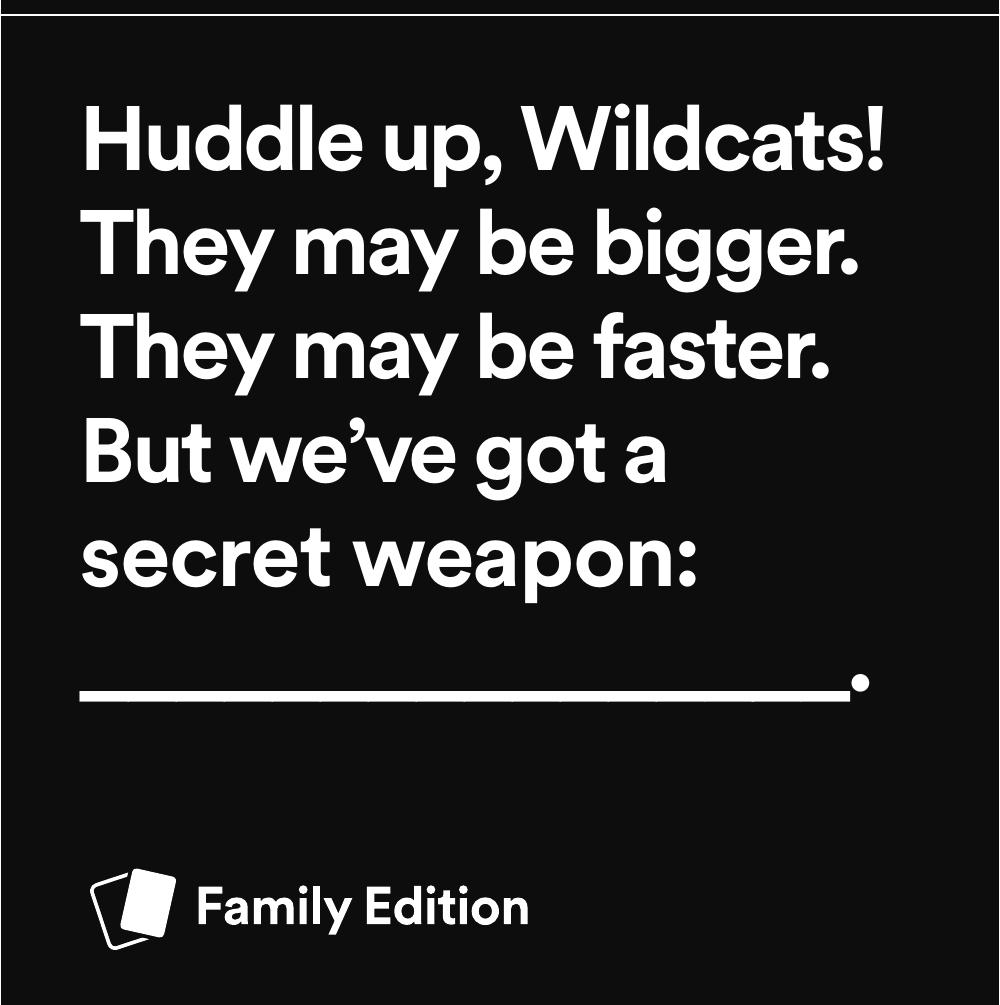 Huddle up, Wildcats!
They may be bigger.
They may be faster.
But we’ve got a
secret weapon:
________________.
Family Edition